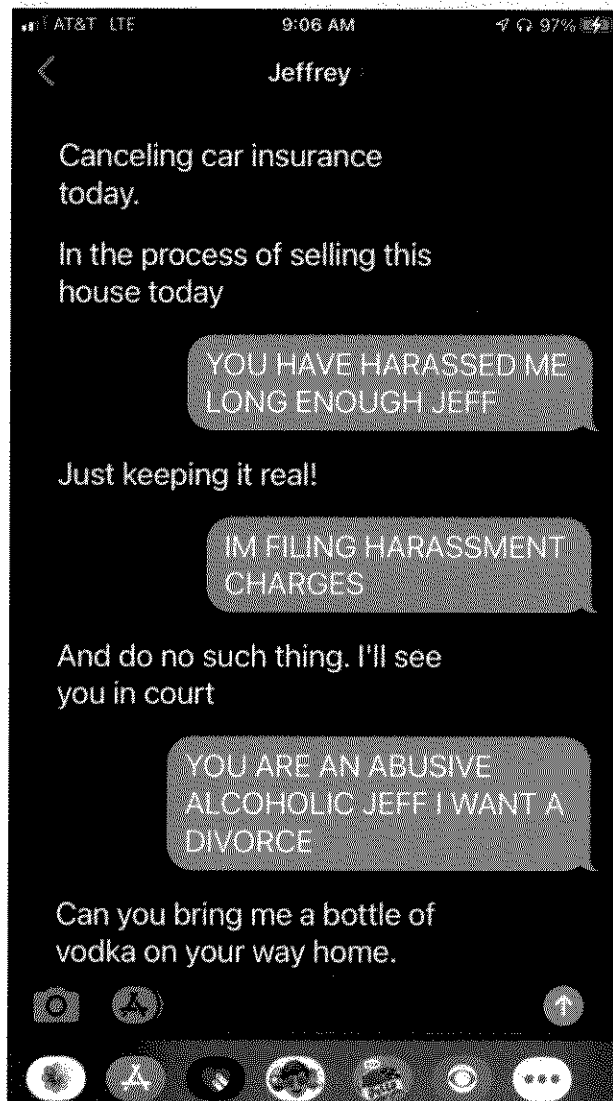 AT&T LTE 9:06 AM 97%
Jeffrey
Canceling car insurance
today.
In the process of selling this
house today
YOU HAVE HARASSED ME
LONG ENOUGH JEFF
Just keeping it real!
IM FILING HARASSMENT
CHARGES
And do no such thing. I'll see
you in court
YOU ARE AN ABUSIVE
ALCOHOLIC JEFF I WANT A
DIVORCE
Can you bring me a bottle of
vodka on your way home.